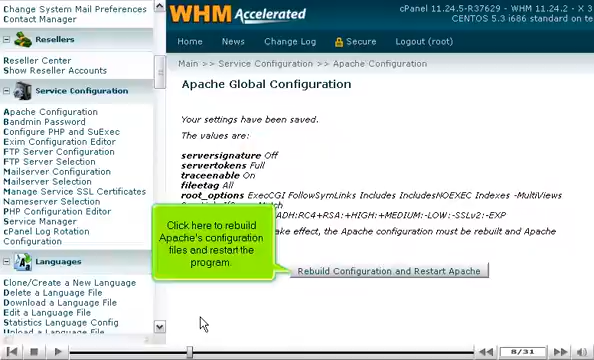 Change System Mail Preferences
Contact Manager
Resellers
Reseller Center
Show Reseller Accounts
Service Configuration
Apache Configuration
Bandmin Password
Configure PHP and SuExec
Exim Configuration Editor
FTP Server Configuration
FTP Server Selection
Mailserver Configuration
Mailserver Selection
Manage Service SSL Certificates
Nameserver Selection
PHP Configuration Editor
Service Manager
cPanel Log Rotation
Configuration
Languages
Clone/Create a New Language
Delete a Language File
Download a Language File
Edit a Language File
Statistics Language Config
Upload a Language File
WHM Accelerated
cPanel 11.24.5-R37629 - WHM 11.24.2 - X 3
CENTOS 5.3 i686 standard on te
Home News Change Log Secure Logout (root)
Main >> Service Configuration >> Apache Configuration
Apache Global Configuration
Your settings have been saved.
The values are:
serversignature Off
servertokens Full
traceenable On
fileetag All
root_options ExecCGI FollowSymLinks Includes IncludesNOEXEC Indexes -MultiViews
ADH:RC4+RSA:+HIGH:+MEDIUM:-LOW:-SSLv2:-EXP
ake effect, the Apache configuration must be rebuilt and Apache
Click here to rebuild
Apache's configuration
files and restart the
program.
Rebuild Configuration and Restart Apache
8/31